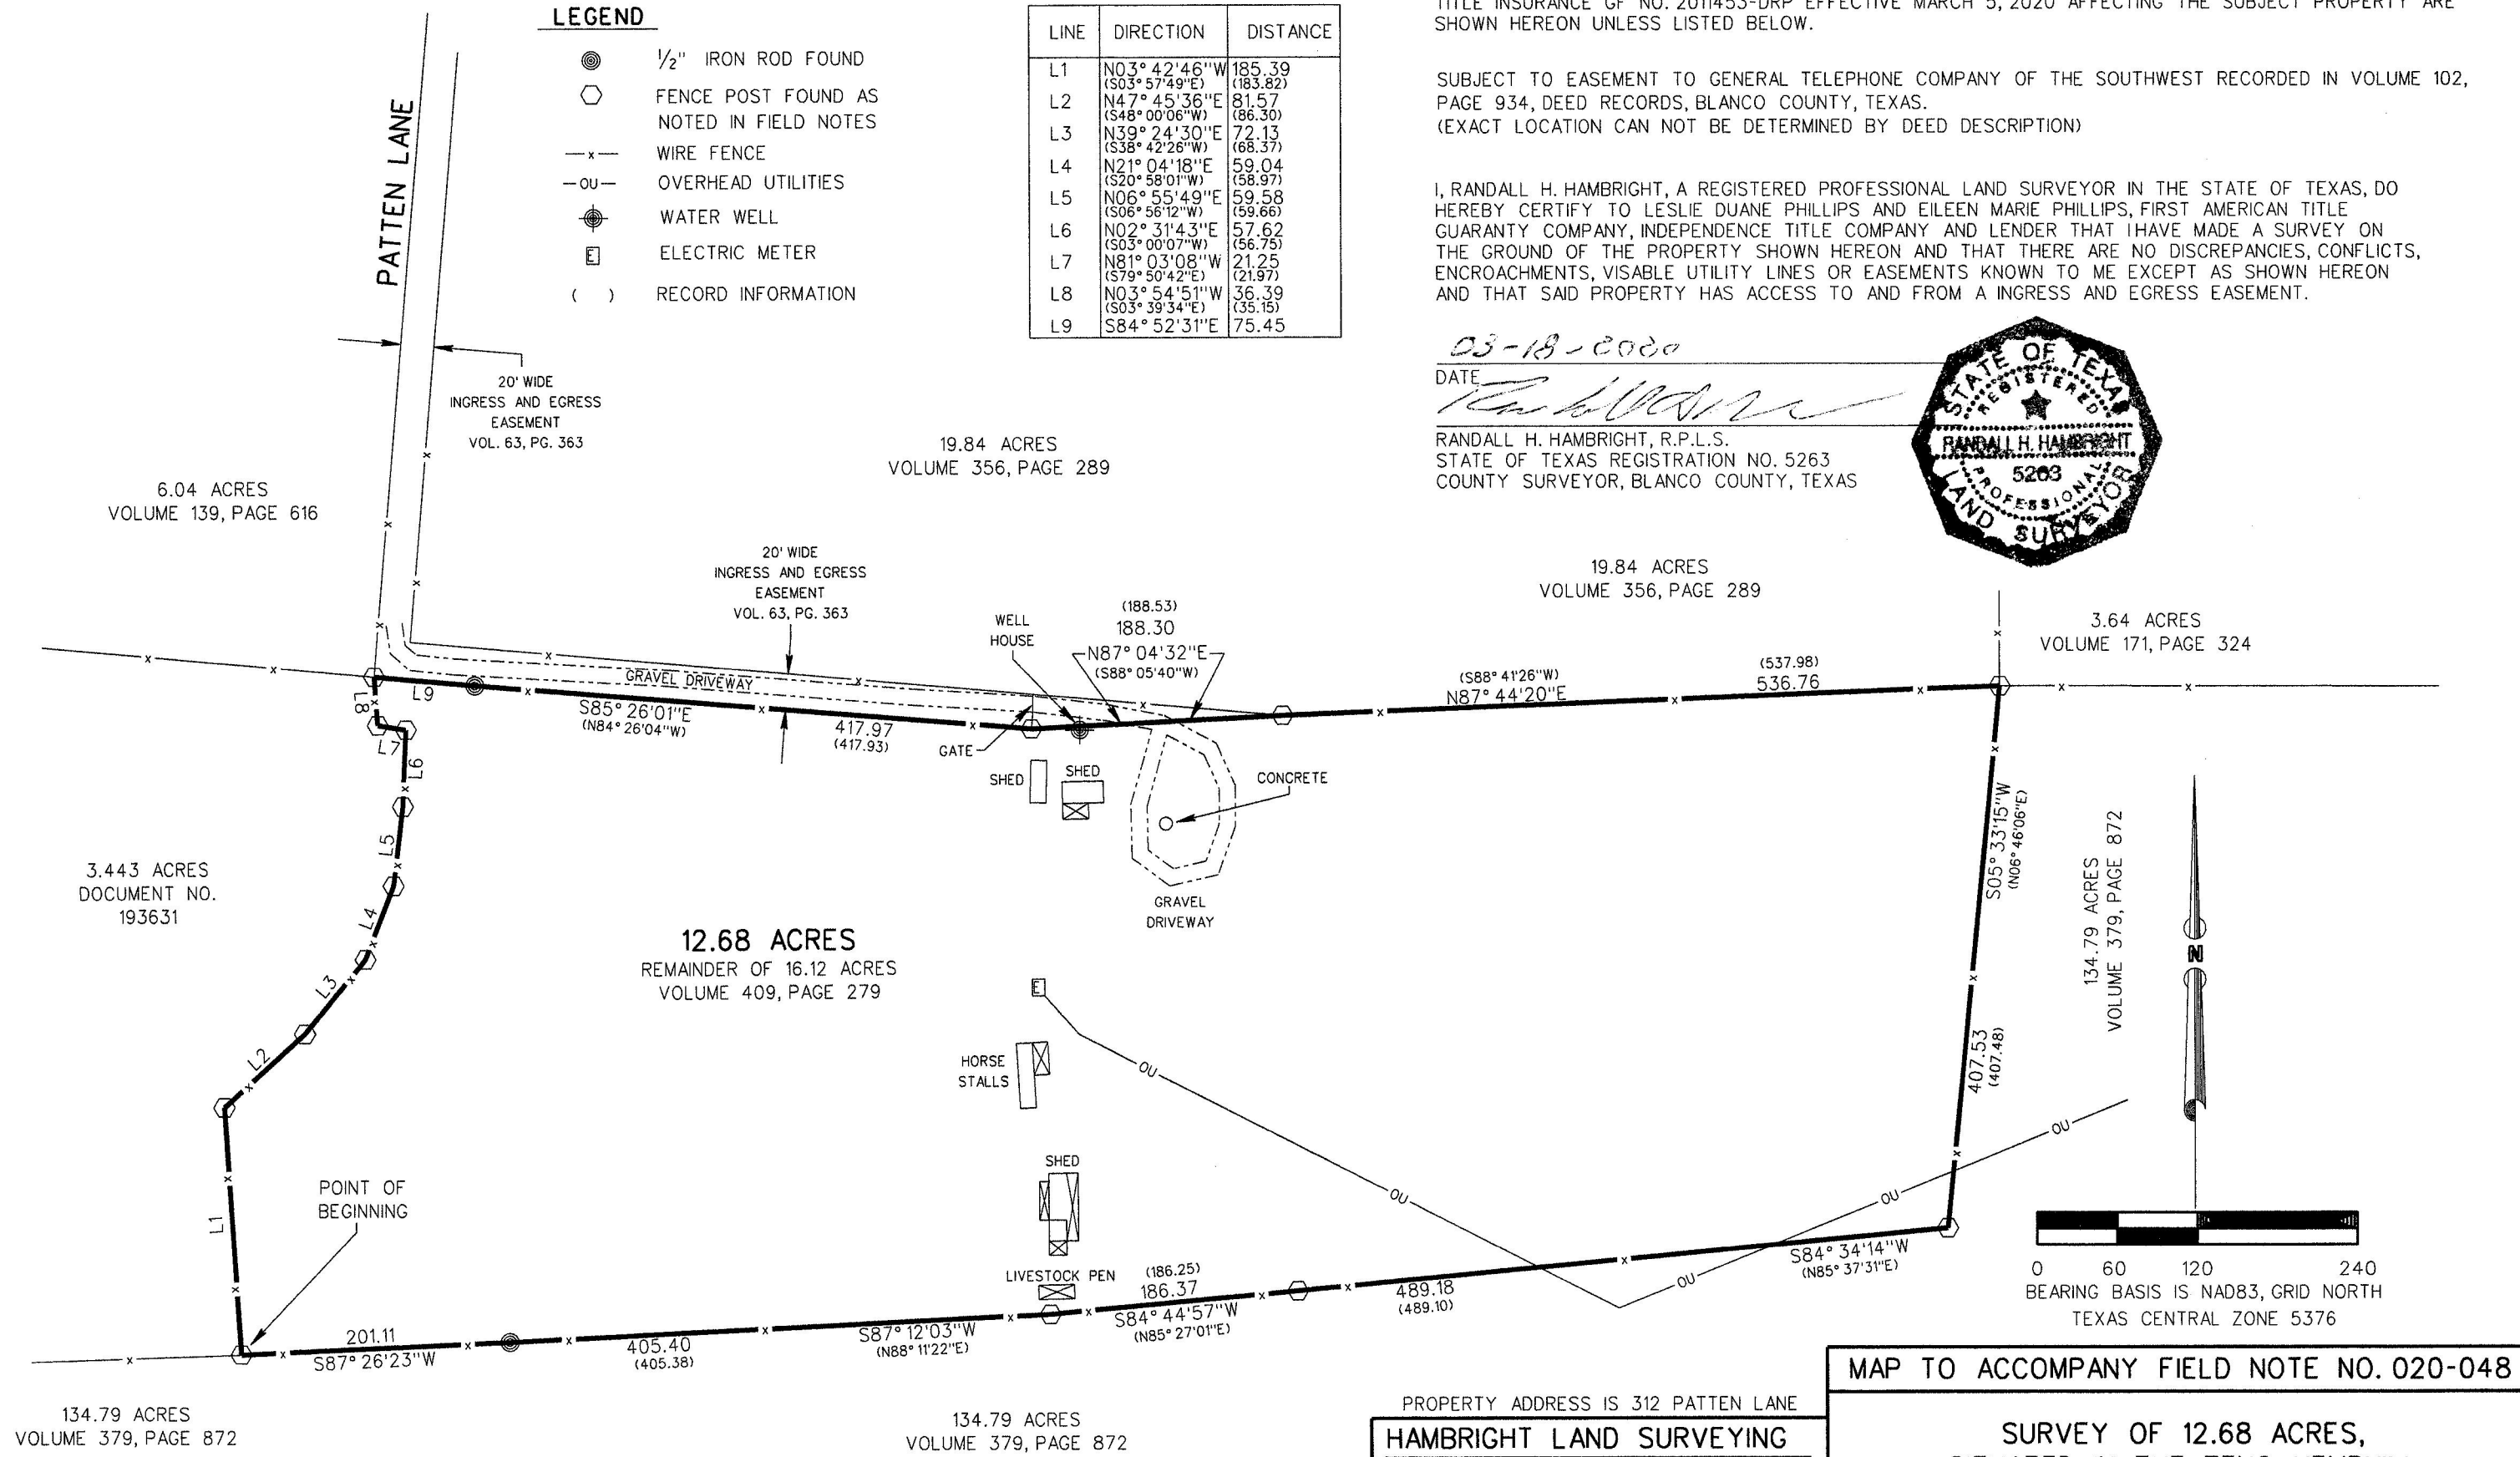 LEGEND
1/2" IRON ROD FOUND
FENCE POST FOUND AS
NOTED IN FIELD NOTES
—x— WIRE FENCE
—OU— OVERHEAD UTILITIES
WATER WELL
E ELECTRIC METER
( ) RECORD INFORMATION
LINE DIRECTION DISTANCE
L1 N03°42'46"W 185.39
(S03°57'49"E) (183.82)
L2 N47°45'36"E 81.57
(S48°00'06"W) (86.30)
L3 N39°24'30"E 72.13
(S38°42'26"W) (68.37)
L4 N21°04'18"E 59.04
(S20°58'01"W) (58.97)
L5 N06°55'49"E 59.58
(S06°56'12"W) (59.66)
L6 N02°31'43"E 57.62
(S03°00'07"W) (56.75)
L7 N81°03'08"W 21.25
(S79°50'42"E) (21.97)
L8 N03°54'51"W 36.39
(S03°39'34"E) (35.15)
L9 S84°52'31"E 75.45
TITLE INSURANCE GF NO. 2011453-DRP EFFECTIVE MARCH 5, 2020 AFFECTING THE SUBJECT PROPERTY ARE
SHOWN HEREON UNLESS LISTED BELOW.
SUBJECT TO EASEMENT TO GENERAL TELEPHONE COMPANY OF THE SOUTHWEST RECORDED IN VOLUME 102,
PAGE 934, DEED RECORDS, BLANCO COUNTY, TEXAS.
(EXACT LOCATION CAN NOT BE DETERMINED BY DEED DESCRIPTION)
I, RANDALL H. HAMBRIGHT, A REGISTERED PROFESSIONAL LAND SURVEYOR IN THE STATE OF TEXAS, DO
HEREBY CERTIFY TO LESLIE DUANE PHILLIPS AND EILEEN MARIE PHILLIPS, FIRST AMERICAN TITLE
GUARANTY COMPANY, INDEPENDENCE TITLE COMPANY AND LENDER THAT I HAVE MADE A SURVEY ON
THE GROUND OF THE PROPERTY SHOWN HEREON AND THAT THERE ARE NO DISCREPANCIES, CONFLICTS,
ENCROACHMENTS, VISABLE UTILITY LINES OR EASEMENTS KNOWN TO ME EXCEPT AS SHOWN HEREON
AND THAT SAID PROPERTY HAS ACCESS TO AND FROM A INGRESS AND EGRESS EASEMENT.
03-18-2020
DATE
RANDALL H. HAMBRIGHT, R.P.L.S.
STATE OF TEXAS REGISTRATION NO. 5263
COUNTY SURVEYOR, BLANCO COUNTY, TEXAS
STATE OF TEXAS
REGISTERED
RANDALL H. HAMBRIGHT
5263
PROFESSIONAL
LAND SURVEYOR
PATTEN LANE
20' WIDE
INGRESS AND EGRESS
EASEMENT
VOL. 63, PG. 363
19.84 ACRES
VOLUME 356, PAGE 289
6.04 ACRES
VOLUME 139, PAGE 616
20' WIDE
INGRESS AND EGRESS
EASEMENT
VOL. 63, PG. 363
19.84 ACRES
VOLUME 356, PAGE 289
3.64 ACRES
VOLUME 171, PAGE 324
WELL
HOUSE
(188.53)
188.30
N87°04'32"E
(S88°05'40"W)
(S88°41'26"W)
N87°44'20"E
(537.98)
536.76
L9
GRAVEL DRIVEWAY
S85°26'01"E
(N84°26'04"W)
417.97
(417.93)
GATE
L8
L7
L6
L5
L4
L3
L2
L1
SHED
SHED
CONCRETE
GRAVEL
DRIVEWAY
S05°33'15"W
(N06°46'06"E)
407.53
(407.48)
134.79 ACRES
VOLUME 379, PAGE 872
N
3.443 ACRES
DOCUMENT NO.
193631
12.68 ACRES
REMAINDER OF 16.12 ACRES
VOLUME 409, PAGE 279
E
HORSE
STALLS
OU
OU
OU
OU
OU
SHED
POINT OF
BEGINNING
LIVESTOCK PEN
201.11
S87°26'23"W
405.40
(405.38)
S87°12'03"W
(N88°11'22"E)
(186.25)
186.37
S84°44'57"W
(N85°27'01"E)
489.18
(489.10)
S84°34'14"W
(N85°37'31"E)
0 60 120 240
BEARING BASIS IS NAD83, GRID NORTH
TEXAS CENTRAL ZONE 5376
134.79 ACRES
VOLUME 379, PAGE 872
134.79 ACRES
VOLUME 379, PAGE 872
PROPERTY ADDRESS IS 312 PATTEN LANE
HAMBRIGHT LAND SURVEYING
MAP TO ACCOMPANY FIELD NOTE NO. 020-048
SURVEY OF 12.68 ACRES,